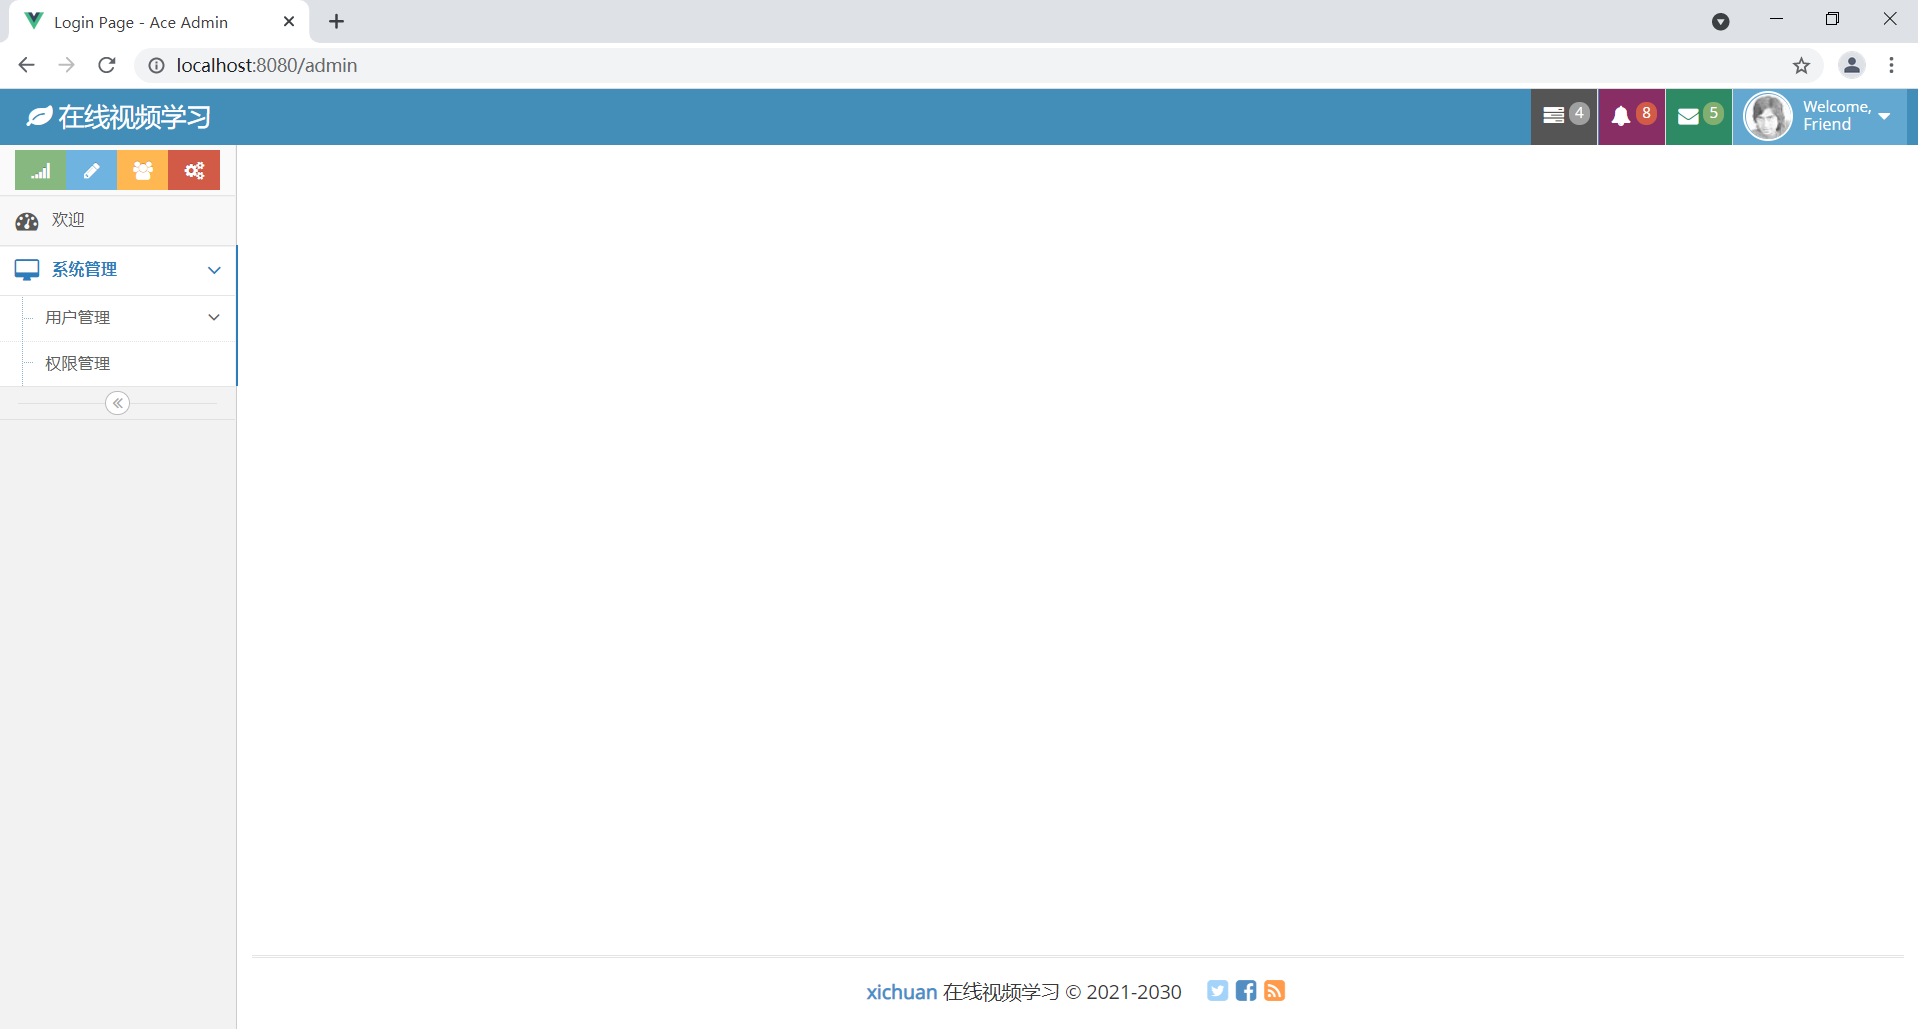 Login Page - Ace Admin
localhost:8080/admin
在线视频学习
4
8
5
Welcome,
Friend
欢迎
系统管理
用户管理
权限管理
xichuan 在线视频学习 © 2021-2030